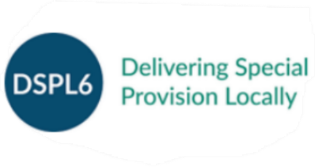 DSPL6
Delivering Special
Provision Locally